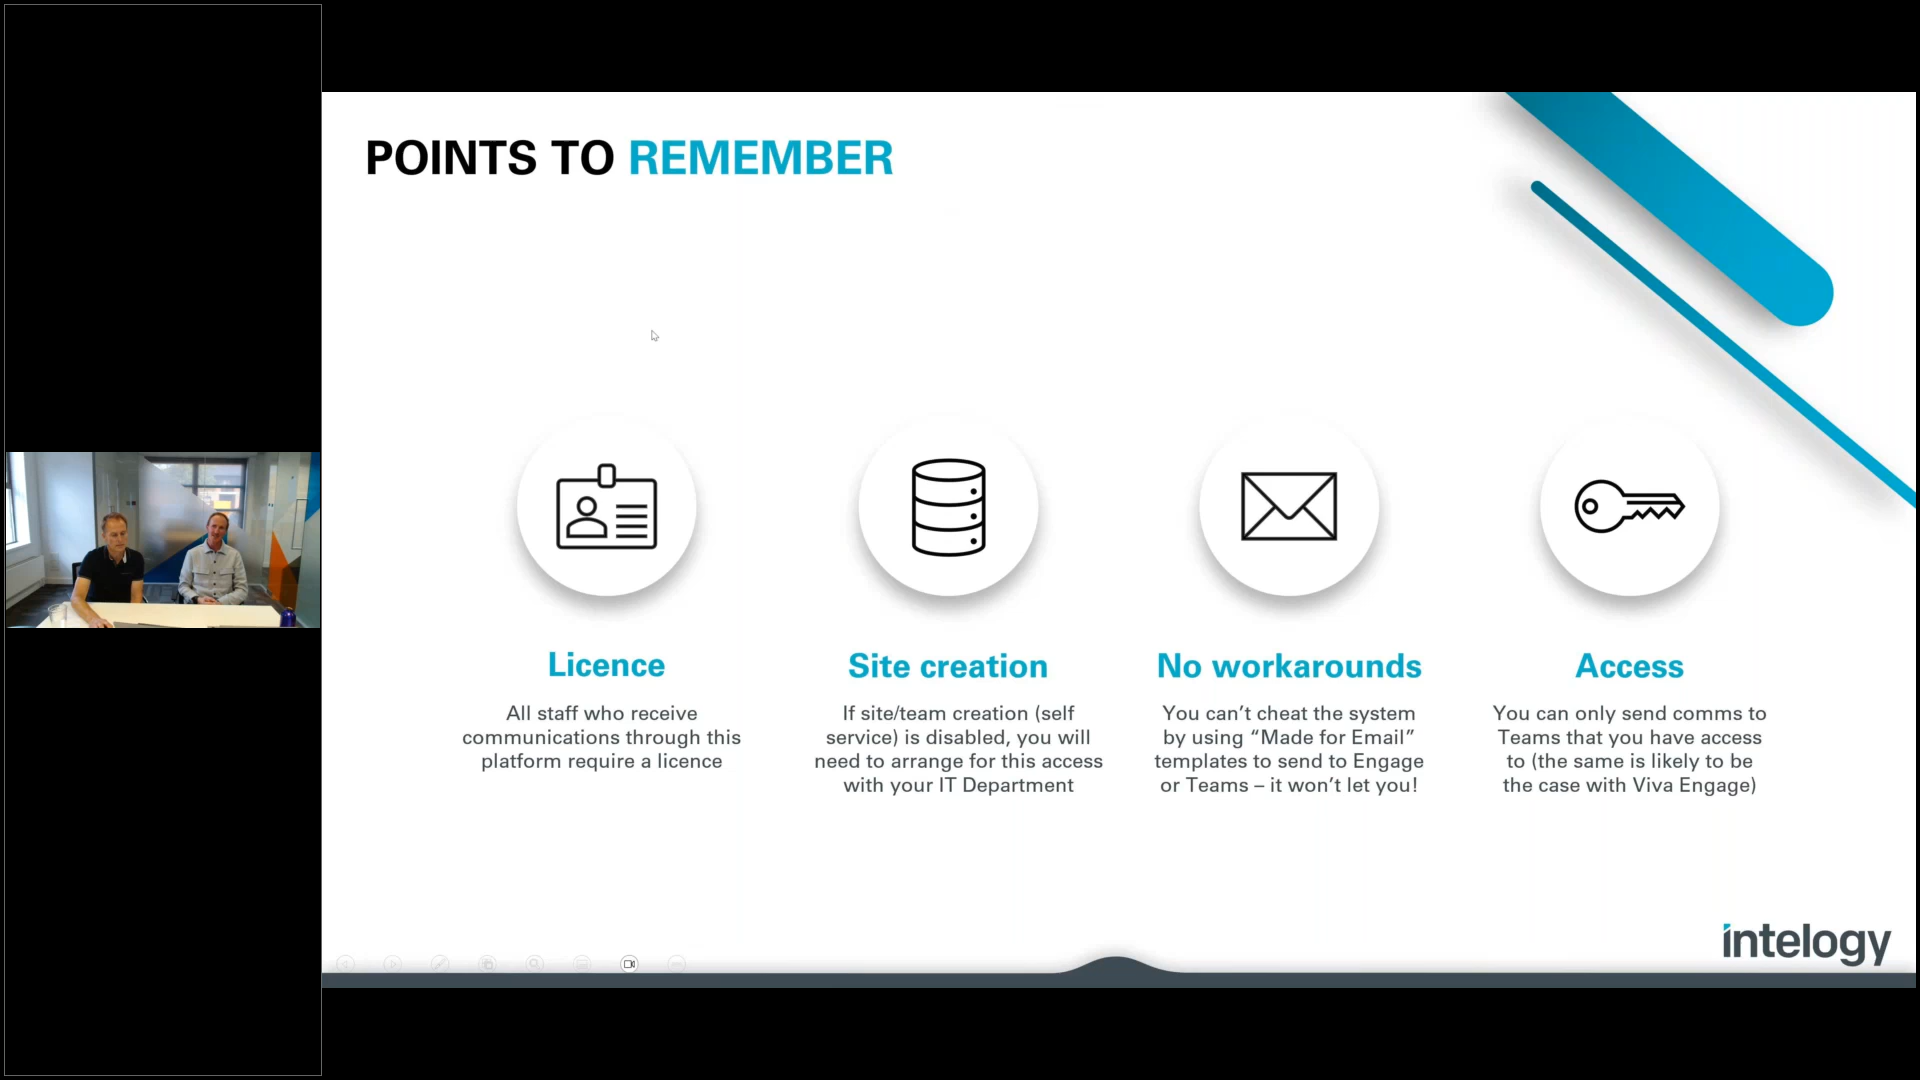 POINTS TO REMEMBER
Licence
All staff who receive
communications through this
platform require a licence
Site creation
If site/team creation (self
service) is disabled, you will
need to arrange for this access
with your IT Department
No workarounds
You can’t cheat the system
by using “Made for Email”
templates to send to Engage
or Teams – it won’t let you!
Access
You can only send comms to
Teams that you have access
to (the same is likely to be
the case with Viva Engage)
intelogy